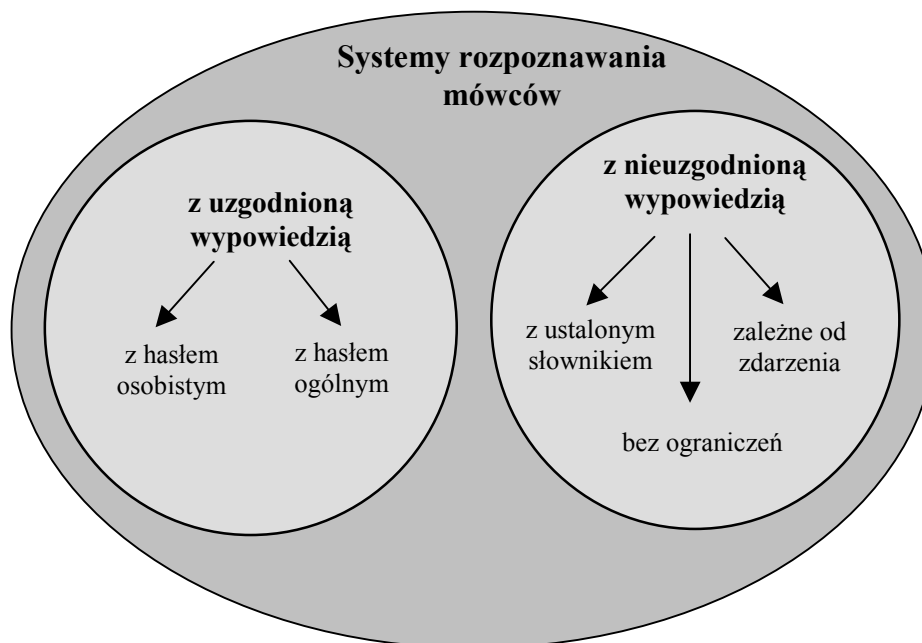 Systemy rozpoznawania
mówców
z uzgodnioną
wypowiedzią
z hasłem
osobistym
z hasłem
ogólnym
z nieuzgodnioną
wypowiedzią
z ustalonym
słownikiem
zależne od
zdarzenia
bez ograniczeń